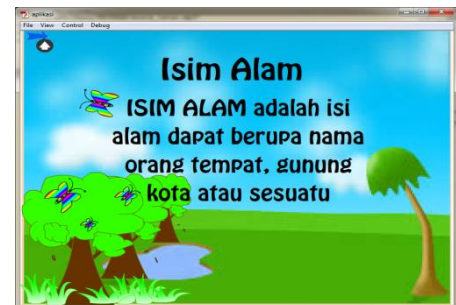 aplikasi
File View Control Debug
Isim Alam
ISIM ALAM adalah isi
alam dapat berupa nama
orang tempat, gunung
kota atau sesuatu